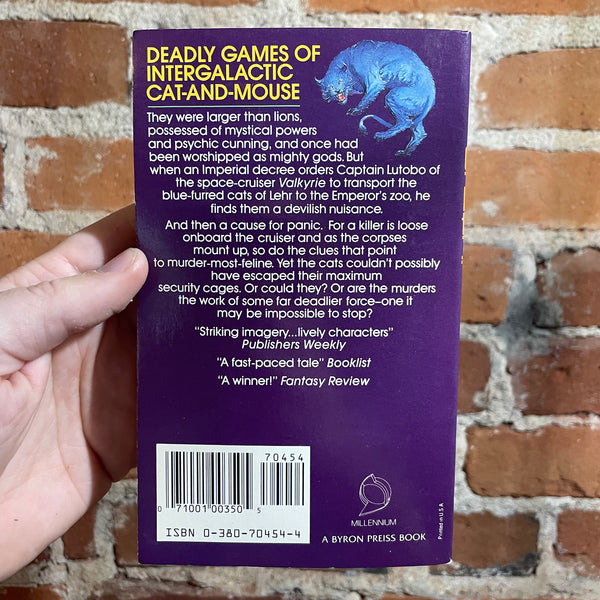 DEADLY GAMES OF
INTERGALACTIC
CAT-AND-MOUSE
They were larger than lions,
possessed of mystical powers
and psychic cunning, and once had
been worshipped as mighty gods. But
when an Imperial decree orders Captain Lutobo of
the space-cruiser Valkyrie to transport the
blue-furred cats of Lehr to the Emperor's zoo, he
finds them a devilish nuisance.
And then a cause for panic. For a killer is loose
onboard the cruiser and as the corpses
mount up, so do the clues that point
to murder-most-feline. Yet the cats couldn't possibly
have escaped their maximum
security cages. Or could they? Or are the murders
the work of some far deadlier force–one it
may be impossible to stop?
"Striking imagery...lively characters"
Publishers Weekly
"A fast-paced tale" Booklist
"A winner!" Fantasy Review
70454
0 71001 00350 5
ISBN 0-380-70454-4
MILLENNIUM
A BYRON PREISS BOOK
Printed in U.S.A.